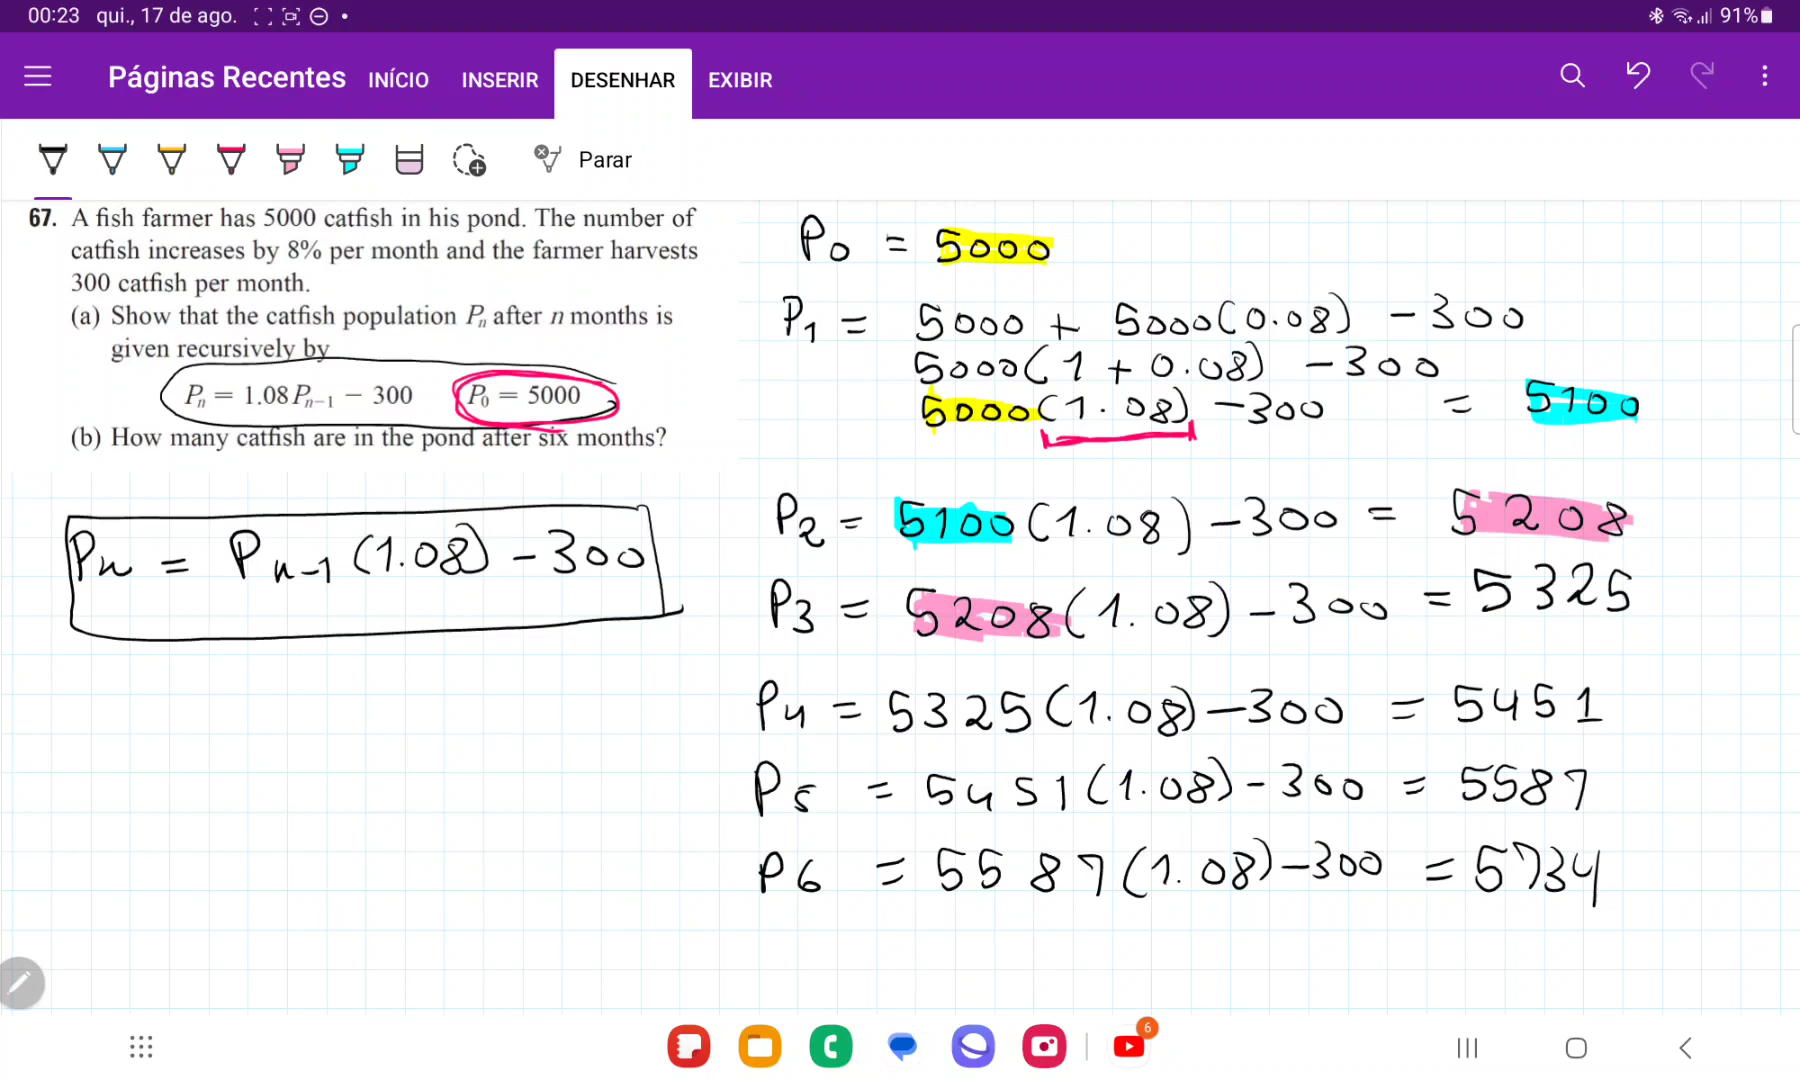 00:23 qui., 17 de ago. 91%
Páginas Recentes INÍCIO INSERIR DESENHAR EXIBIR
Parar
67. A fish farmer has 5000 catfish in his pond. The number of
catfish increases by 8% per month and the farmer harvests
300 catfish per month.
(a) Show that the catfish population Pₙ after n months is
given recursively by
Pₙ = 1.08Pₙ₋₁ − 300 P₀ = 5000
(b) How many catfish are in the pond after six months?
Pₙ = Pₙ₋₁ (1.08) − 300
P₀ = 5000
P₁ = 5000 + 5000(0.08) − 300
5000(1 + 0.08) − 300
5000(1.08) − 300 = 5100
P₂ = 5100(1.08) − 300 = 5208
P₃ = 5208(1.08) − 300 = 5325
P₄ = 5325(1.08) − 300 = 5451
P₅ = 5451(1.08) − 300 = 5587
P₆ = 5587(1.08) − 300 = 5734
6